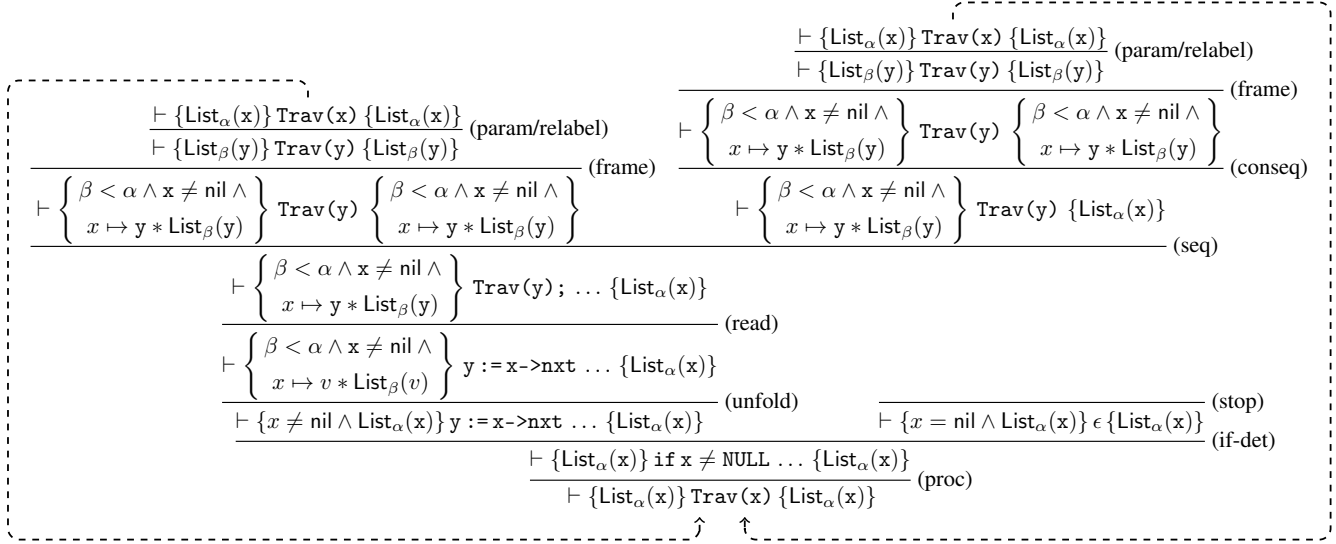 ⊢ {List_α(x)} Trav(x) {List_α(x)}
(param/relabel)
⊢ {List_β(y)} Trav(y) {List_β(y)}
(frame)
⊢ { β < α ∧ x ≠ nil ∧ x ↦ y ∗ List_β(y) } Trav(y) { β < α ∧ x ≠ nil ∧ x ↦ y ∗ List_β(y) }
(conseq)
⊢ { β < α ∧ x ≠ nil ∧ x ↦ y ∗ List_β(y) } Trav(y) {List_α(x)}
⊢ {List_α(x)} Trav(x) {List_α(x)}
(param/relabel)
⊢ {List_β(y)} Trav(y) {List_β(y)}
(frame)
⊢ { β < α ∧ x ≠ nil ∧ x ↦ y ∗ List_β(y) } Trav(y) { β < α ∧ x ≠ nil ∧ x ↦ y ∗ List_β(y) }
(seq)
⊢ { β < α ∧ x ≠ nil ∧ x ↦ y ∗ List_β(y) } Trav(y); ... {List_α(x)}
(read)
⊢ { β < α ∧ x ≠ nil ∧ x ↦ v ∗ List_β(v) } y:=x->nxt ... {List_α(x)}
(unfold)
(stop)
⊢ {x ≠ nil ∧ List_α(x)} y:=x->nxt ... {List_α(x)}
⊢ {x = nil ∧ List_α(x)} ϵ {List_α(x)}
(if-det)
⊢ {List_α(x)} if x ≠ NULL ... {List_α(x)}
(proc)
⊢ {List_α(x)} Trav(x) {List_α(x)}